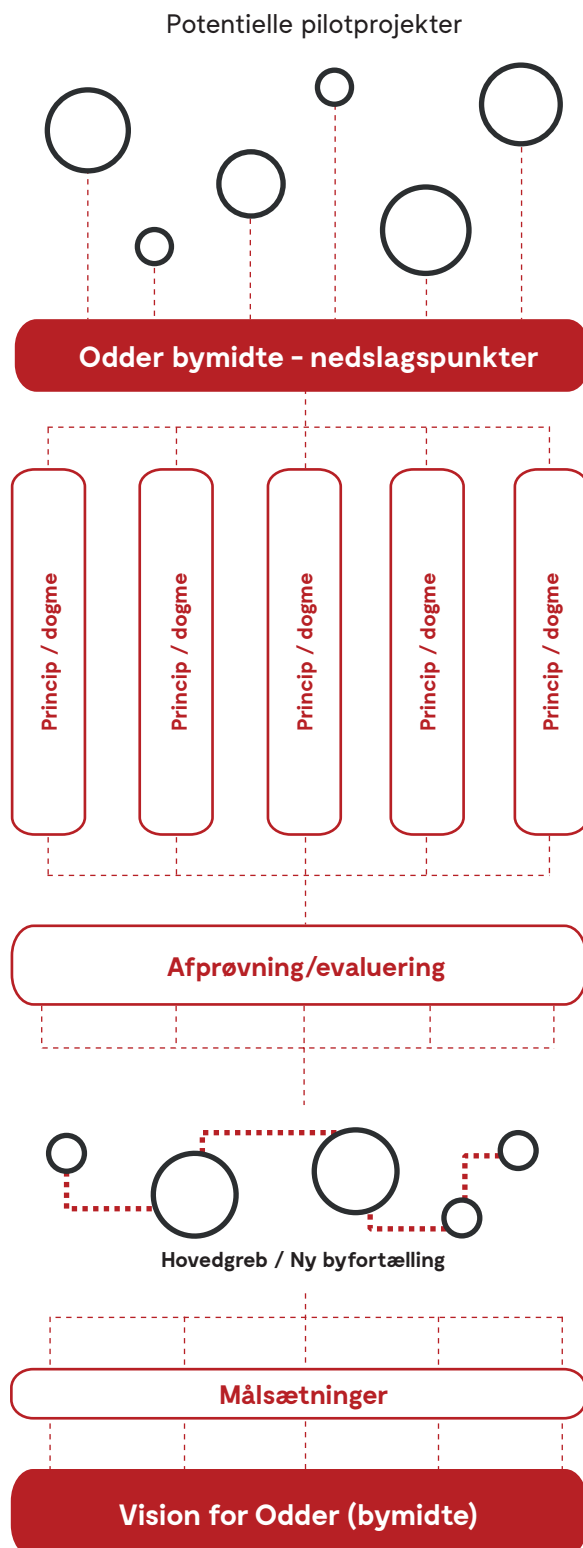 Potentielle pilotprojekter
Odder bymidte - nedslagspunkter
Princip / dogme
Princip / dogme
Princip / dogme
Princip / dogme
Princip / dogme
Afprøvning/evaluering
Hovedgreb / Ny byfortælling
Målsætninger
Vision for Odder (bymidte)